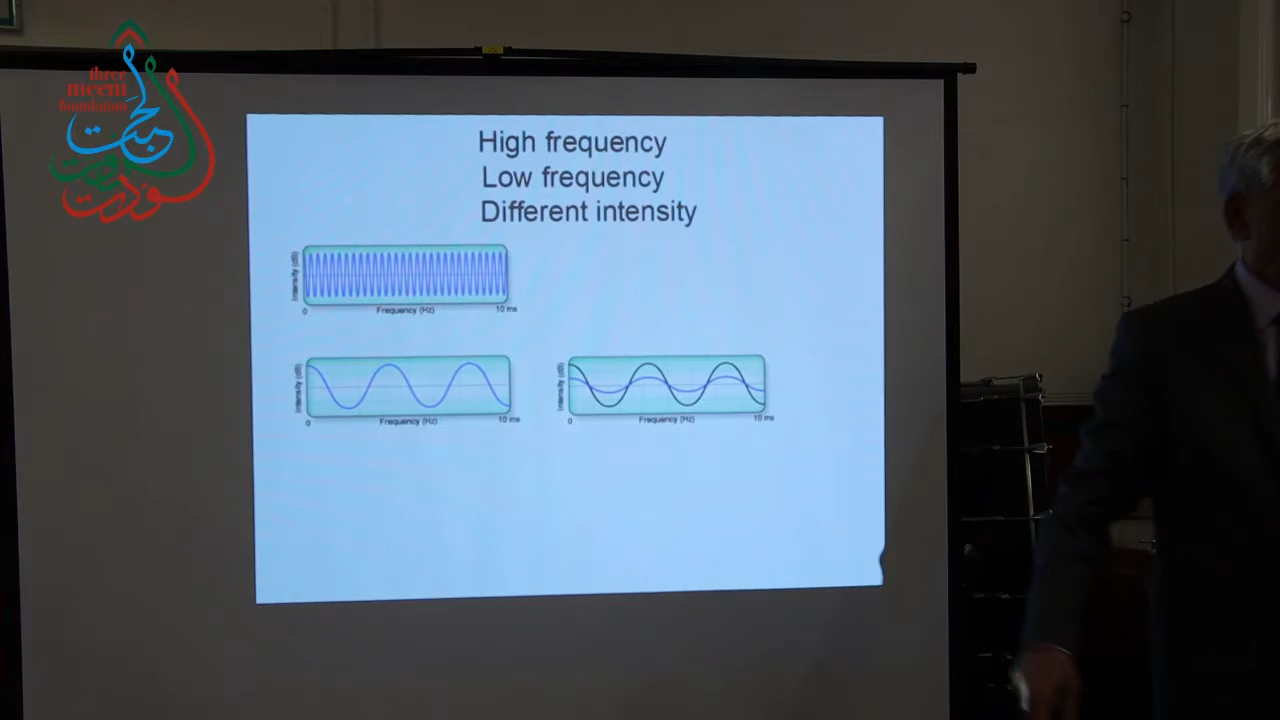 three
meem
foundation
High frequency
Low frequency
Different intensity
Intensity (dB)
0
Frequency (Hz)
10 ms
Intensity (dB)
0
Frequency (Hz)
10 ms
Intensity (dB)
0
Frequency (Hz)
10 ms